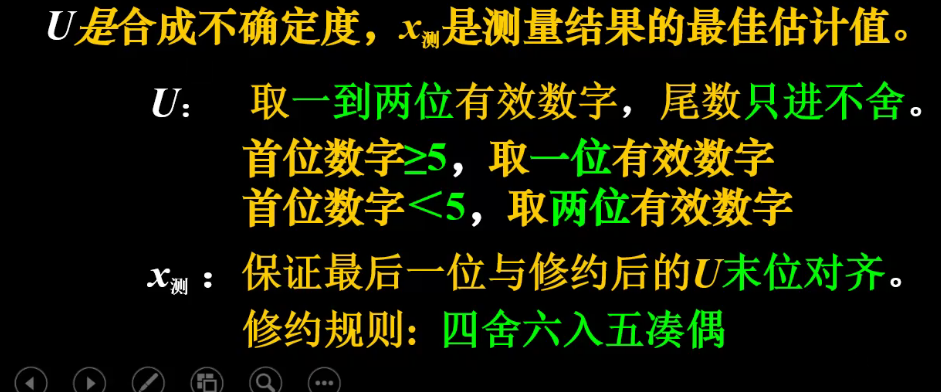 U是合成不确定度，x测是测量结果的最佳估计值。
U： 取一到两位有效数字，尾数只进不舍。
首位数字≥5，取一位有效数字
首位数字＜5，取两位有效数字
x测：保证最后一位与修约后的U末位对齐。
修约规则：四舍六入五凑偶